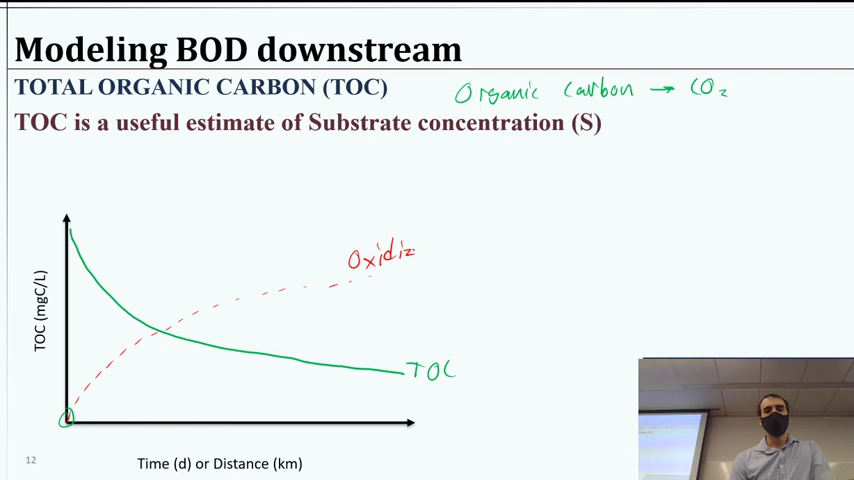 Modeling BOD downstream
TOTAL ORGANIC CARBON (TOC)
Organic carbon → CO₂
TOC is a useful estimate of Substrate concentration (S)
Oxidiz
TOC (mgC/L)
TOC
12
Time (d) or Distance (km)